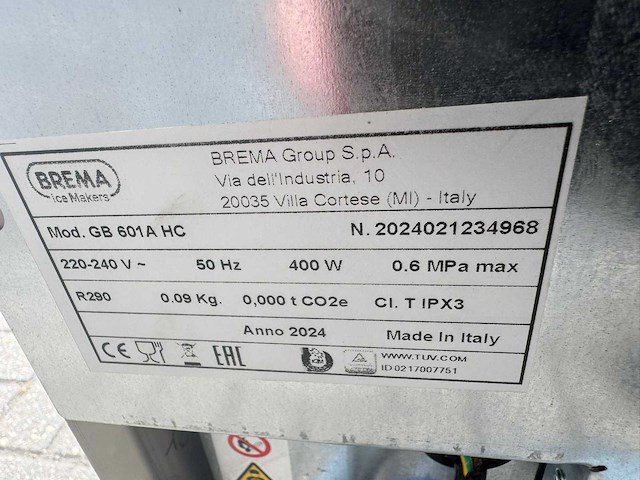 BREMA
Ice Makers
BREMA Group S.p.A.
Via dell'Industria, 10
20035 Villa Cortese (MI) - Italy
Mod. GB 601A HC N. 2024021234968
220-240 V ~ 50 Hz 400 W 0.6 MPa max
R290 0.09 Kg. 0,000 t CO2e Cl. T IPX3
Anno 2024 Made In Italy
CE EAC WWW.TUV.COM
ID 0217007751